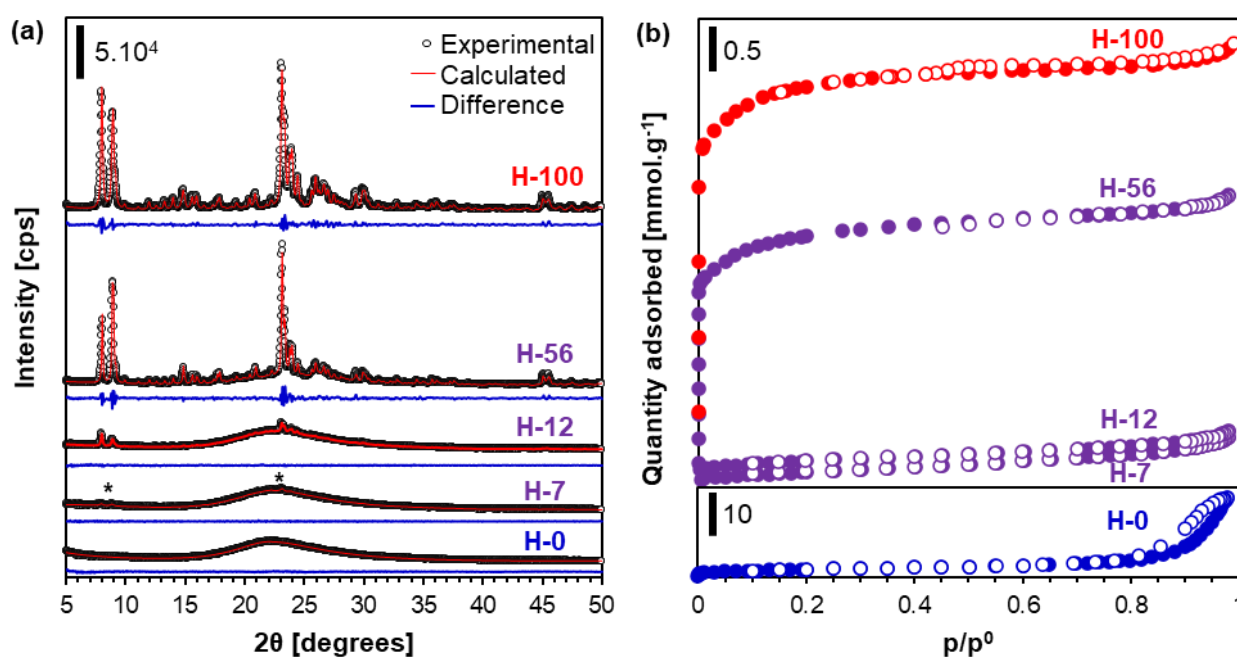 (a)
5.10⁴
Experimental
Calculated
Difference
H-100
H-56
H-12
*
*
H-7
H-0
Intensity [cps]
5 10 15 20 25 30 35 40 45 50
2θ [degrees]
(b)
0.5
H-100
H-56
H-12
H-7
10
H-0
Quantity adsorbed [mmol.g⁻¹]
0 0.2 0.4 0.6 0.8 1
p/p⁰